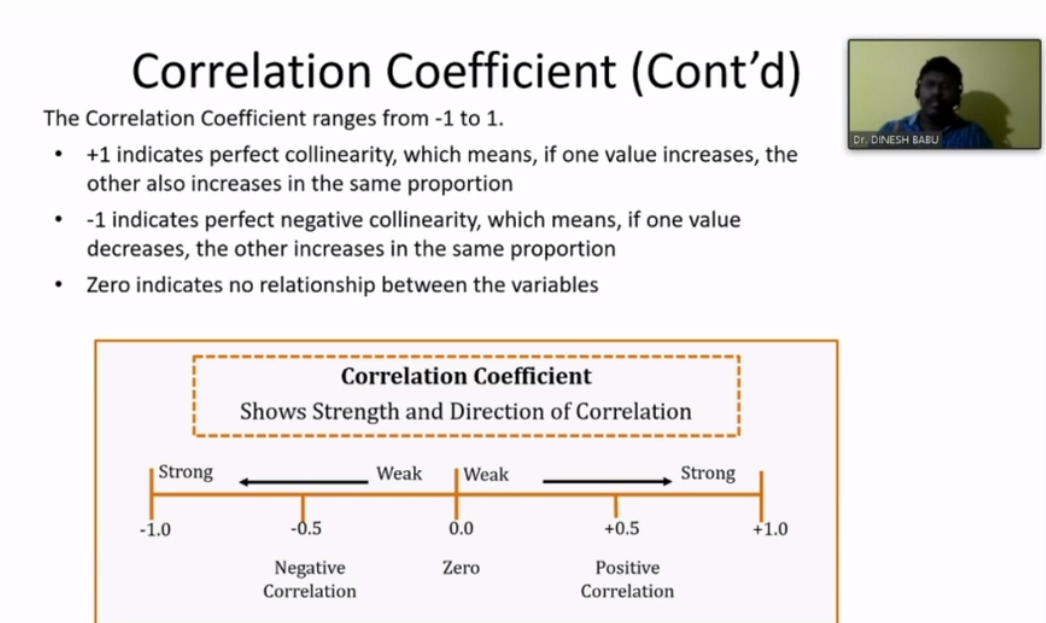 Correlation Coefficient (Cont’d)
Dr. DINESH BABU
The Correlation Coefficient ranges from -1 to 1.
• +1 indicates perfect collinearity, which means, if one value increases, the
other also increases in the same proportion
• -1 indicates perfect negative collinearity, which means, if one value
decreases, the other increases in the same proportion
• Zero indicates no relationship between the variables
Correlation Coefficient
Shows Strength and Direction of Correlation
Strong Weak Weak Strong
-1.0 -0.5 0.0 +0.5 +1.0
Negative Zero Positive
Correlation Correlation